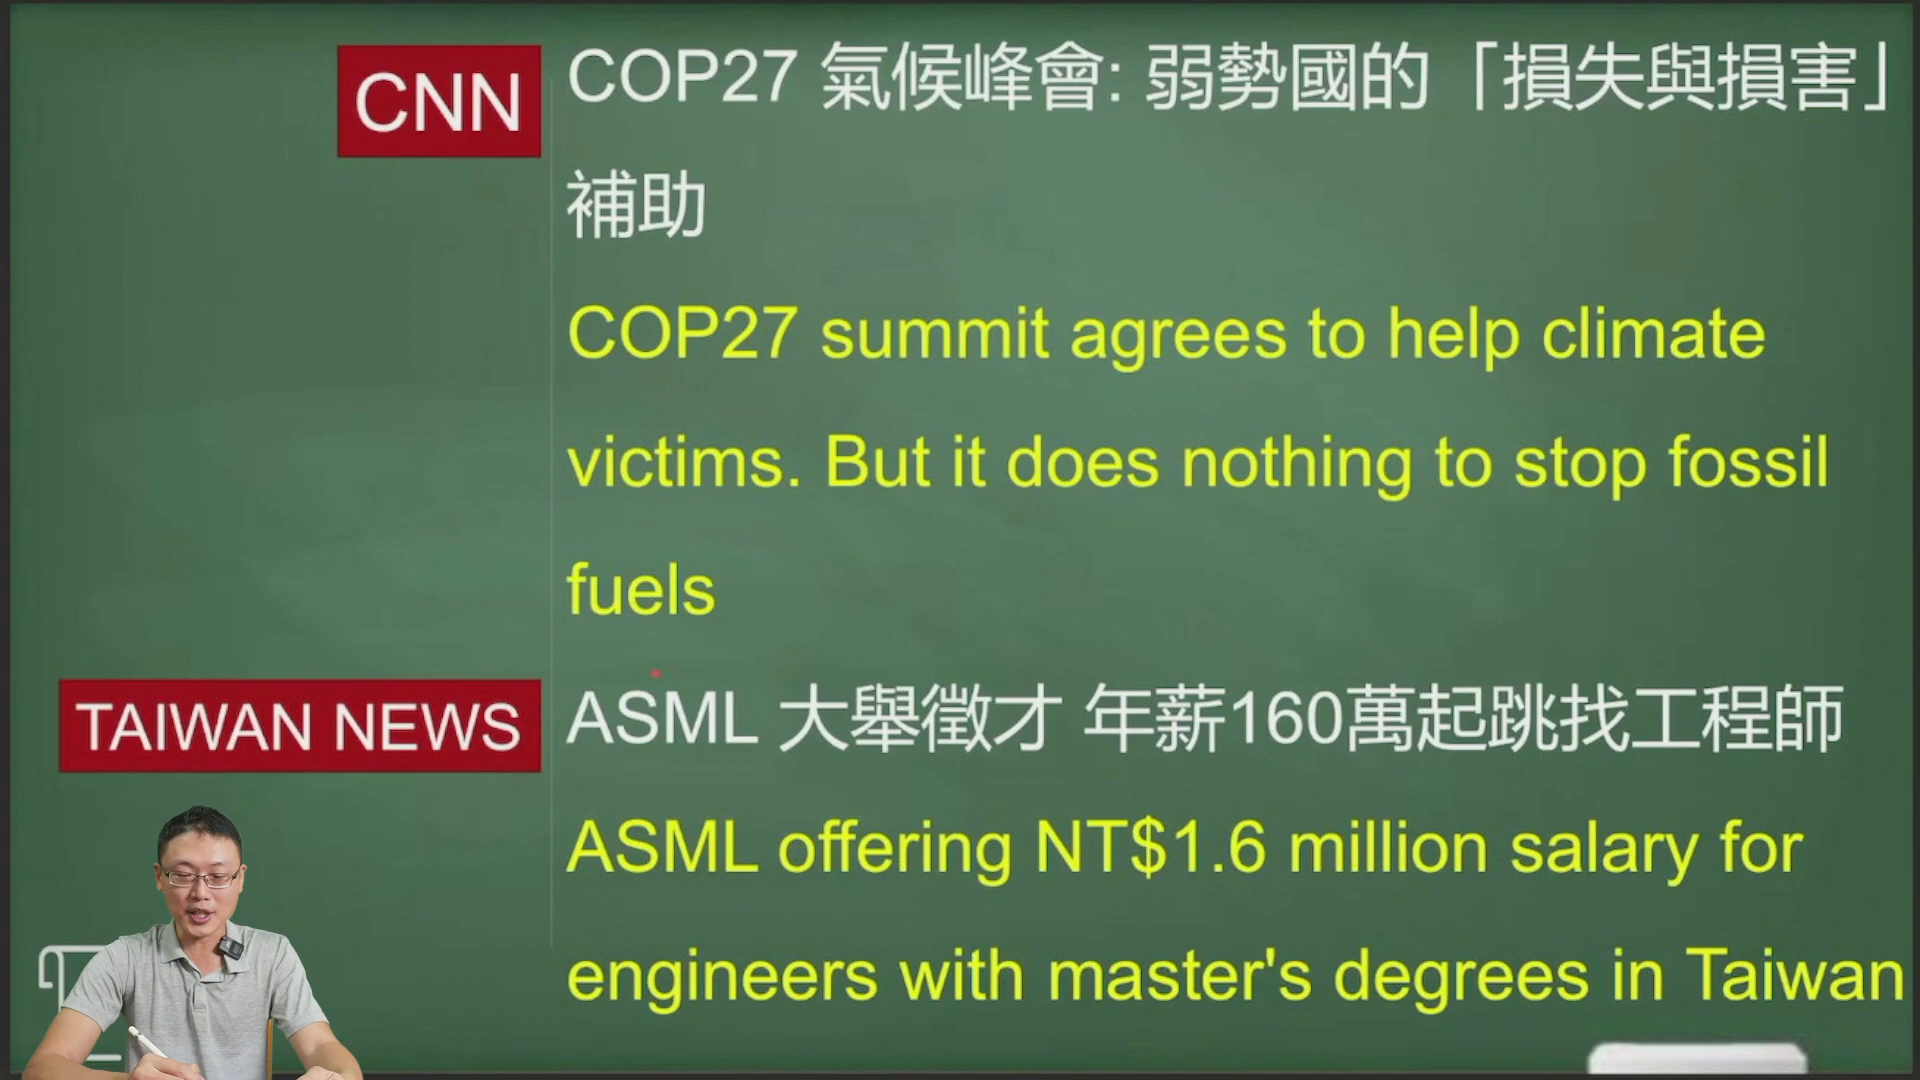 CNN
COP27 氣候峰會: 弱勢國的「損失與損害」
補助
COP27 summit agrees to help climate
victims. But it does nothing to stop fossil
fuels
TAIWAN NEWS
ASML 大舉徵才 年薪160萬起跳找工程師
ASML offering NT$1.6 million salary for
engineers with master's degrees in Taiwan